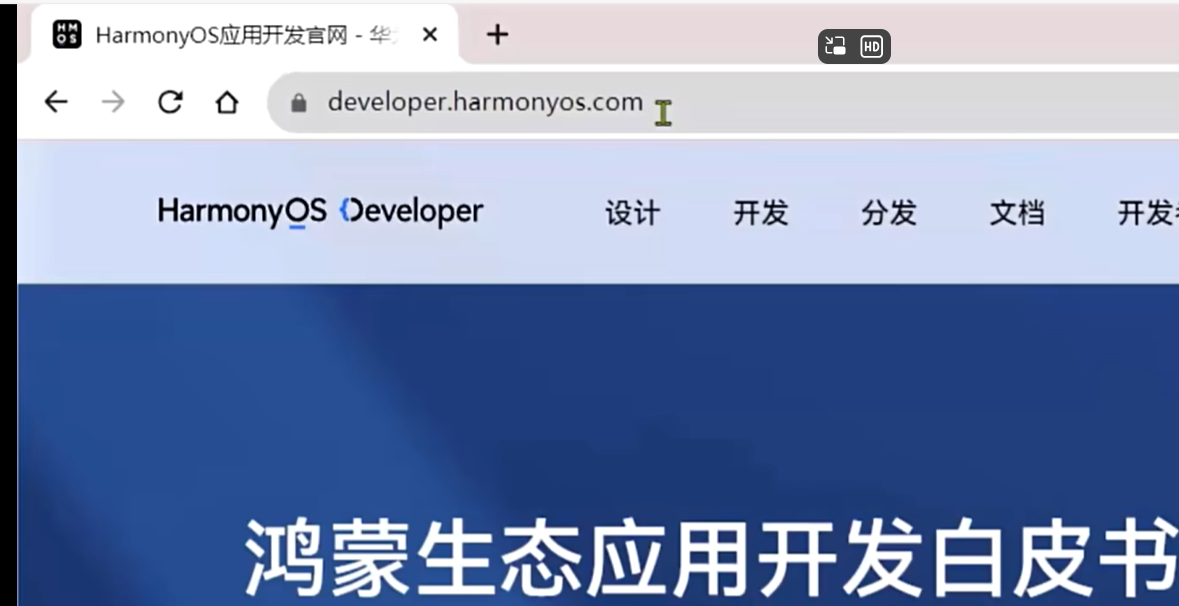 HM
OS
HarmonyOS应用开发官网 - 华
HD
developer.harmonyos.com
HarmonyOS Developer
设计 开发 分发 文档 开发
鸿蒙生态应用开发白皮书